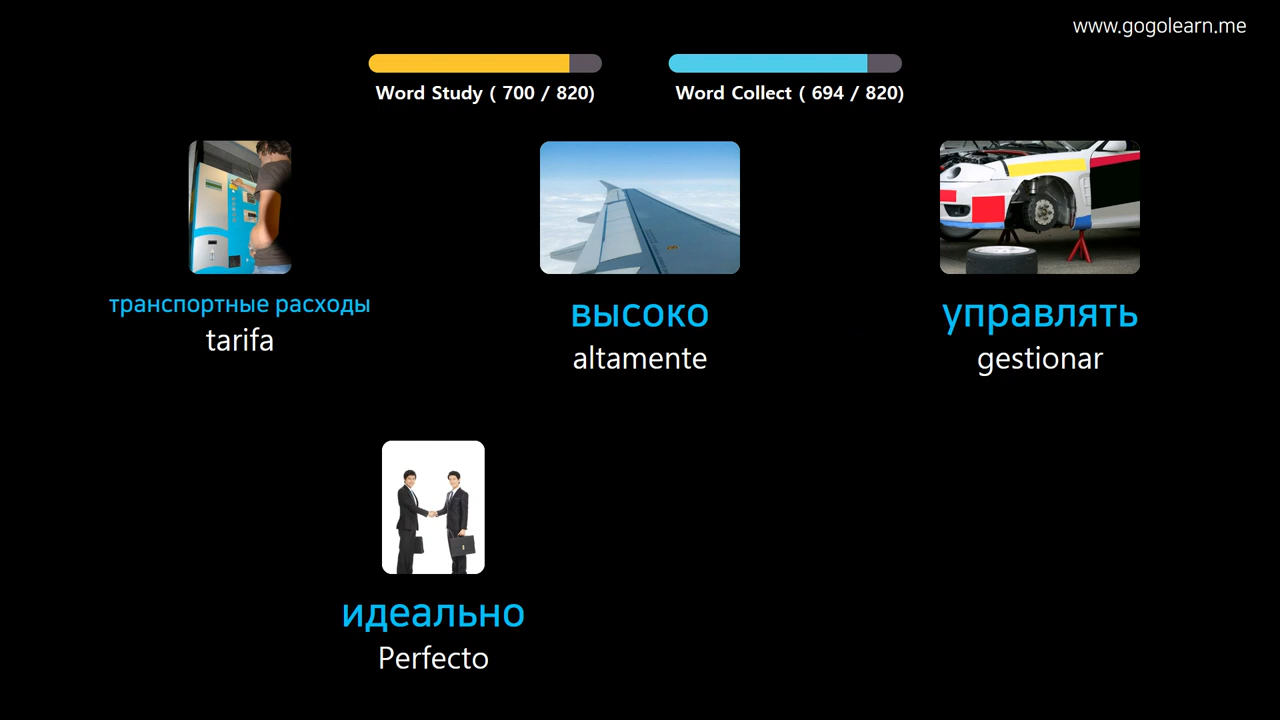 www.gogolearn.me
Word Study ( 700 / 820)
Word Collect ( 694 / 820)
транспортные расходы
tarifa
высоко
altamente
управлять
gestionar
идеально
Perfecto